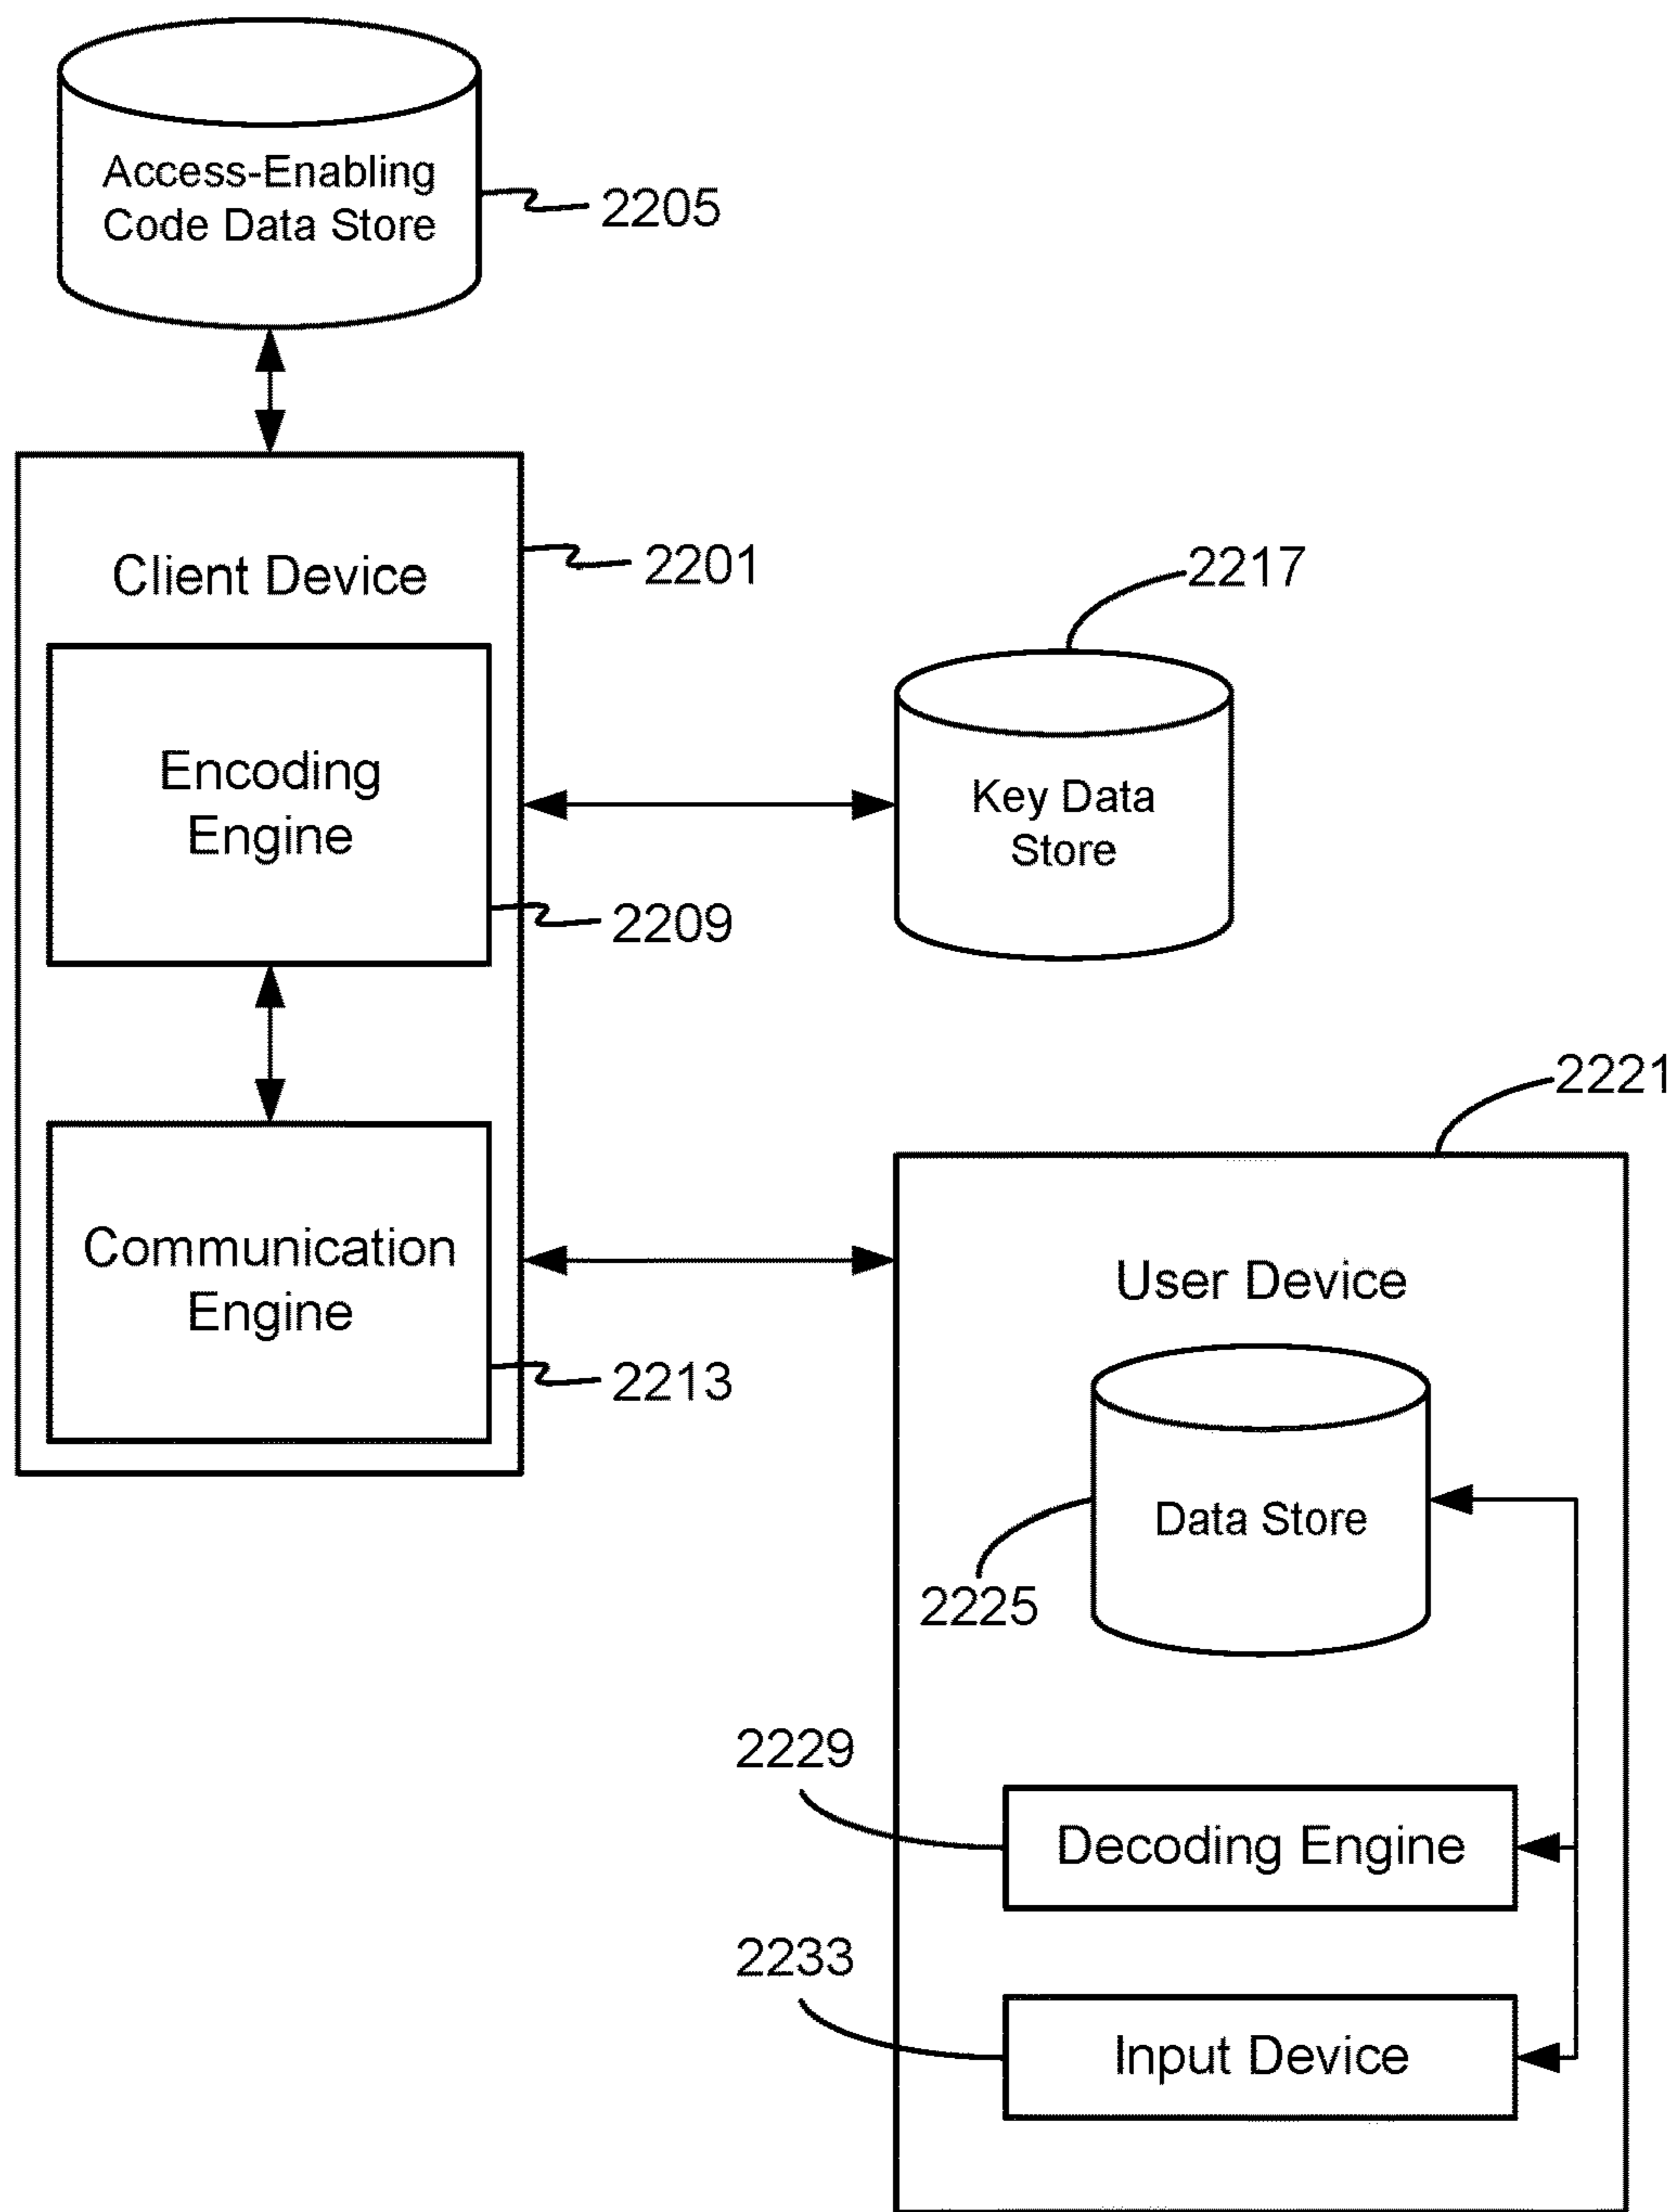 Access-Enabling
Code Data Store
2205
Client Device
2201
2217
Encoding
Engine
Key Data
Store
2209
2221
Communication
Engine
User Device
2213
Data Store
2225
2229
Decoding Engine
2233
Input Device